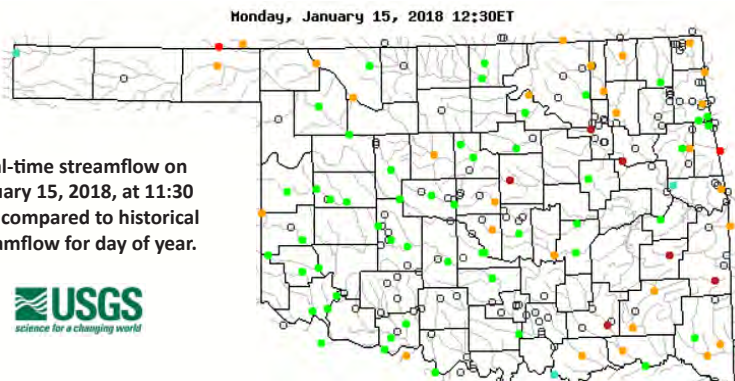 Monday, January 15, 2018 12:30ET
al-time streamflow on
uary 15, 2018, at 11:30
compared to historical
amflow for day of year.
USGS
science for a changing world